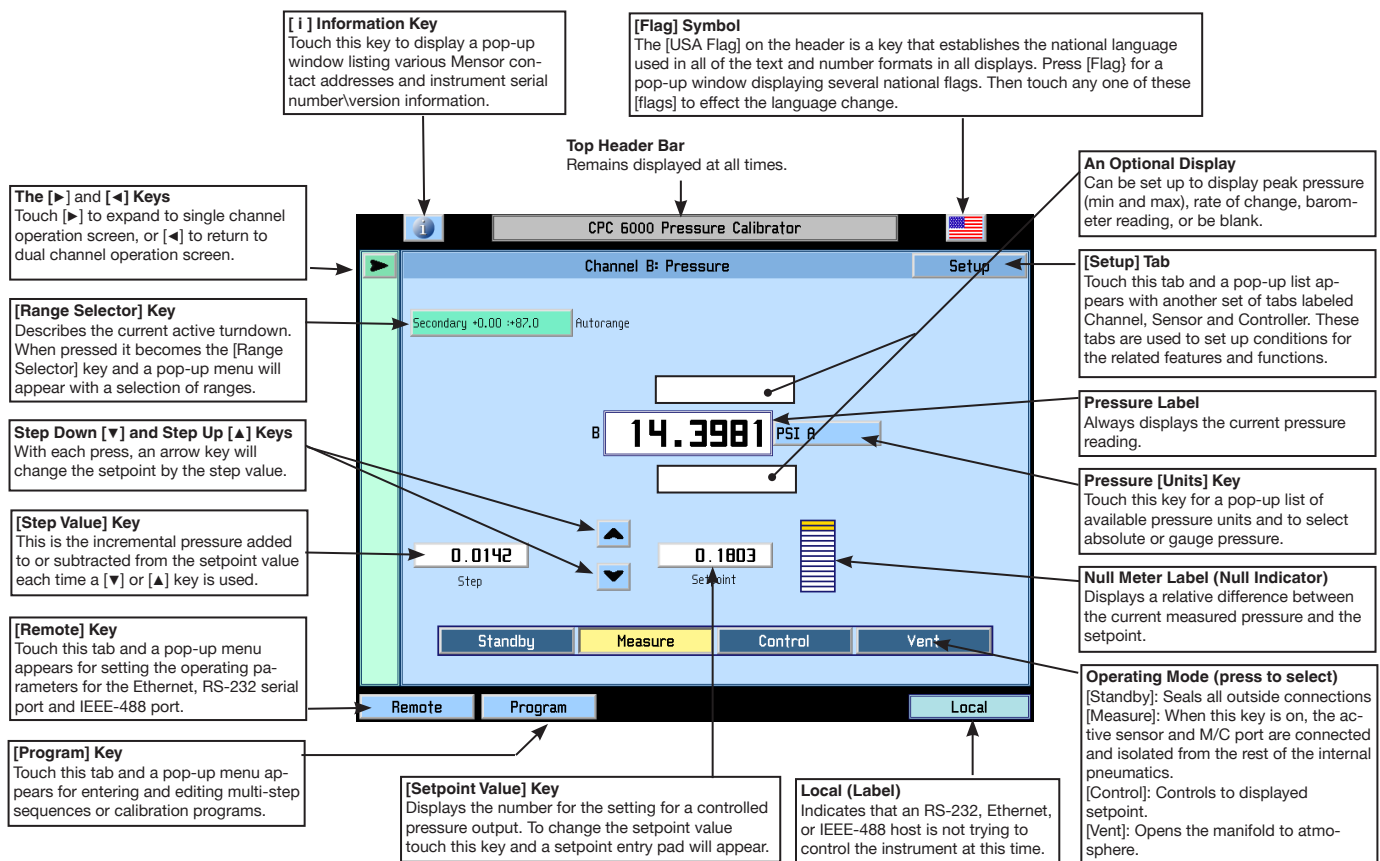 [ i ] Information Key
Touch this key to display a pop-up
window listing various Mensor con-
tact addresses and instrument serial
number\version information.
[Flag] Symbol
The [USA Flag] on the header is a key that establishes the national language
used in all of the text and number formats in all displays. Press [Flag} for a
pop-up window displaying several national flags. Then touch any one of these
[flags] to effect the language change.
Top Header Bar
Remains displayed at all times.
The [►] and [◄] Keys
Touch [►] to expand to single channel
operation screen, or [◄] to return to
dual channel operation screen.
[Range Selector] Key
Describes the current active turndown.
When pressed it becomes the [Range
Selector] key and a pop-up menu will
appear with a selection of ranges.
Step Down [▼] and Step Up [▲] Keys
With each press, an arrow key will
change the setpoint by the step value.
[Step Value] Key
This is the incremental pressure added
to or subtracted from the setpoint value
each time a [▼] or [▲] key is used.
[Remote] Key
Touch this tab and a pop-up menu
appears for setting the operating pa-
rameters for the Ethernet, RS-232 serial
port and IEEE-488 port.
[Program] Key
Touch this tab and a pop-up menu ap-
pears for entering and editing multi-step
sequences or calibration programs.
i
CPC 6000 Pressure Calibrator
Channel B: Pressure
Setup
Secondary +0.00 :+87.0
Autorange
B
14.3981
PSI A
0.0142
Step
0.1803
Setpoint
Standby
Measure
Control
Vent
Remote
Program
Local
An Optional Display
Can be set up to display peak pressure
(min and max), rate of change, barom-
eter reading, or be blank.
[Setup] Tab
Touch this tab and a pop-up list ap-
pears with another set of tabs labeled
Channel, Sensor and Controller. These
tabs are used to set up conditions for
the related features and functions.
Pressure Label
Always displays the current pressure
reading.
Pressure [Units] Key
Touch this key for a pop-up list of
available pressure units and to select
absolute or gauge pressure.
Null Meter Label (Null Indicator)
Displays a relative difference between
the current measured pressure and the
setpoint.
Operating Mode (press to select)
[Standby]: Seals all outside connections
[Measure]: When this key is on, the ac-
tive sensor and M/C port are connected
and isolated from the rest of the internal
pneumatics.
[Control]: Controls to displayed
setpoint.
[Vent]: Opens the manifold to atmo-
sphere.
[Setpoint Value] Key
Displays the number for the setting for a controlled
pressure output. To change the setpoint value
touch this key and a setpoint entry pad will appear.
Local (Label)
Indicates that an RS-232, Ethernet,
or IEEE-488 host is not trying to
control the instrument at this time.